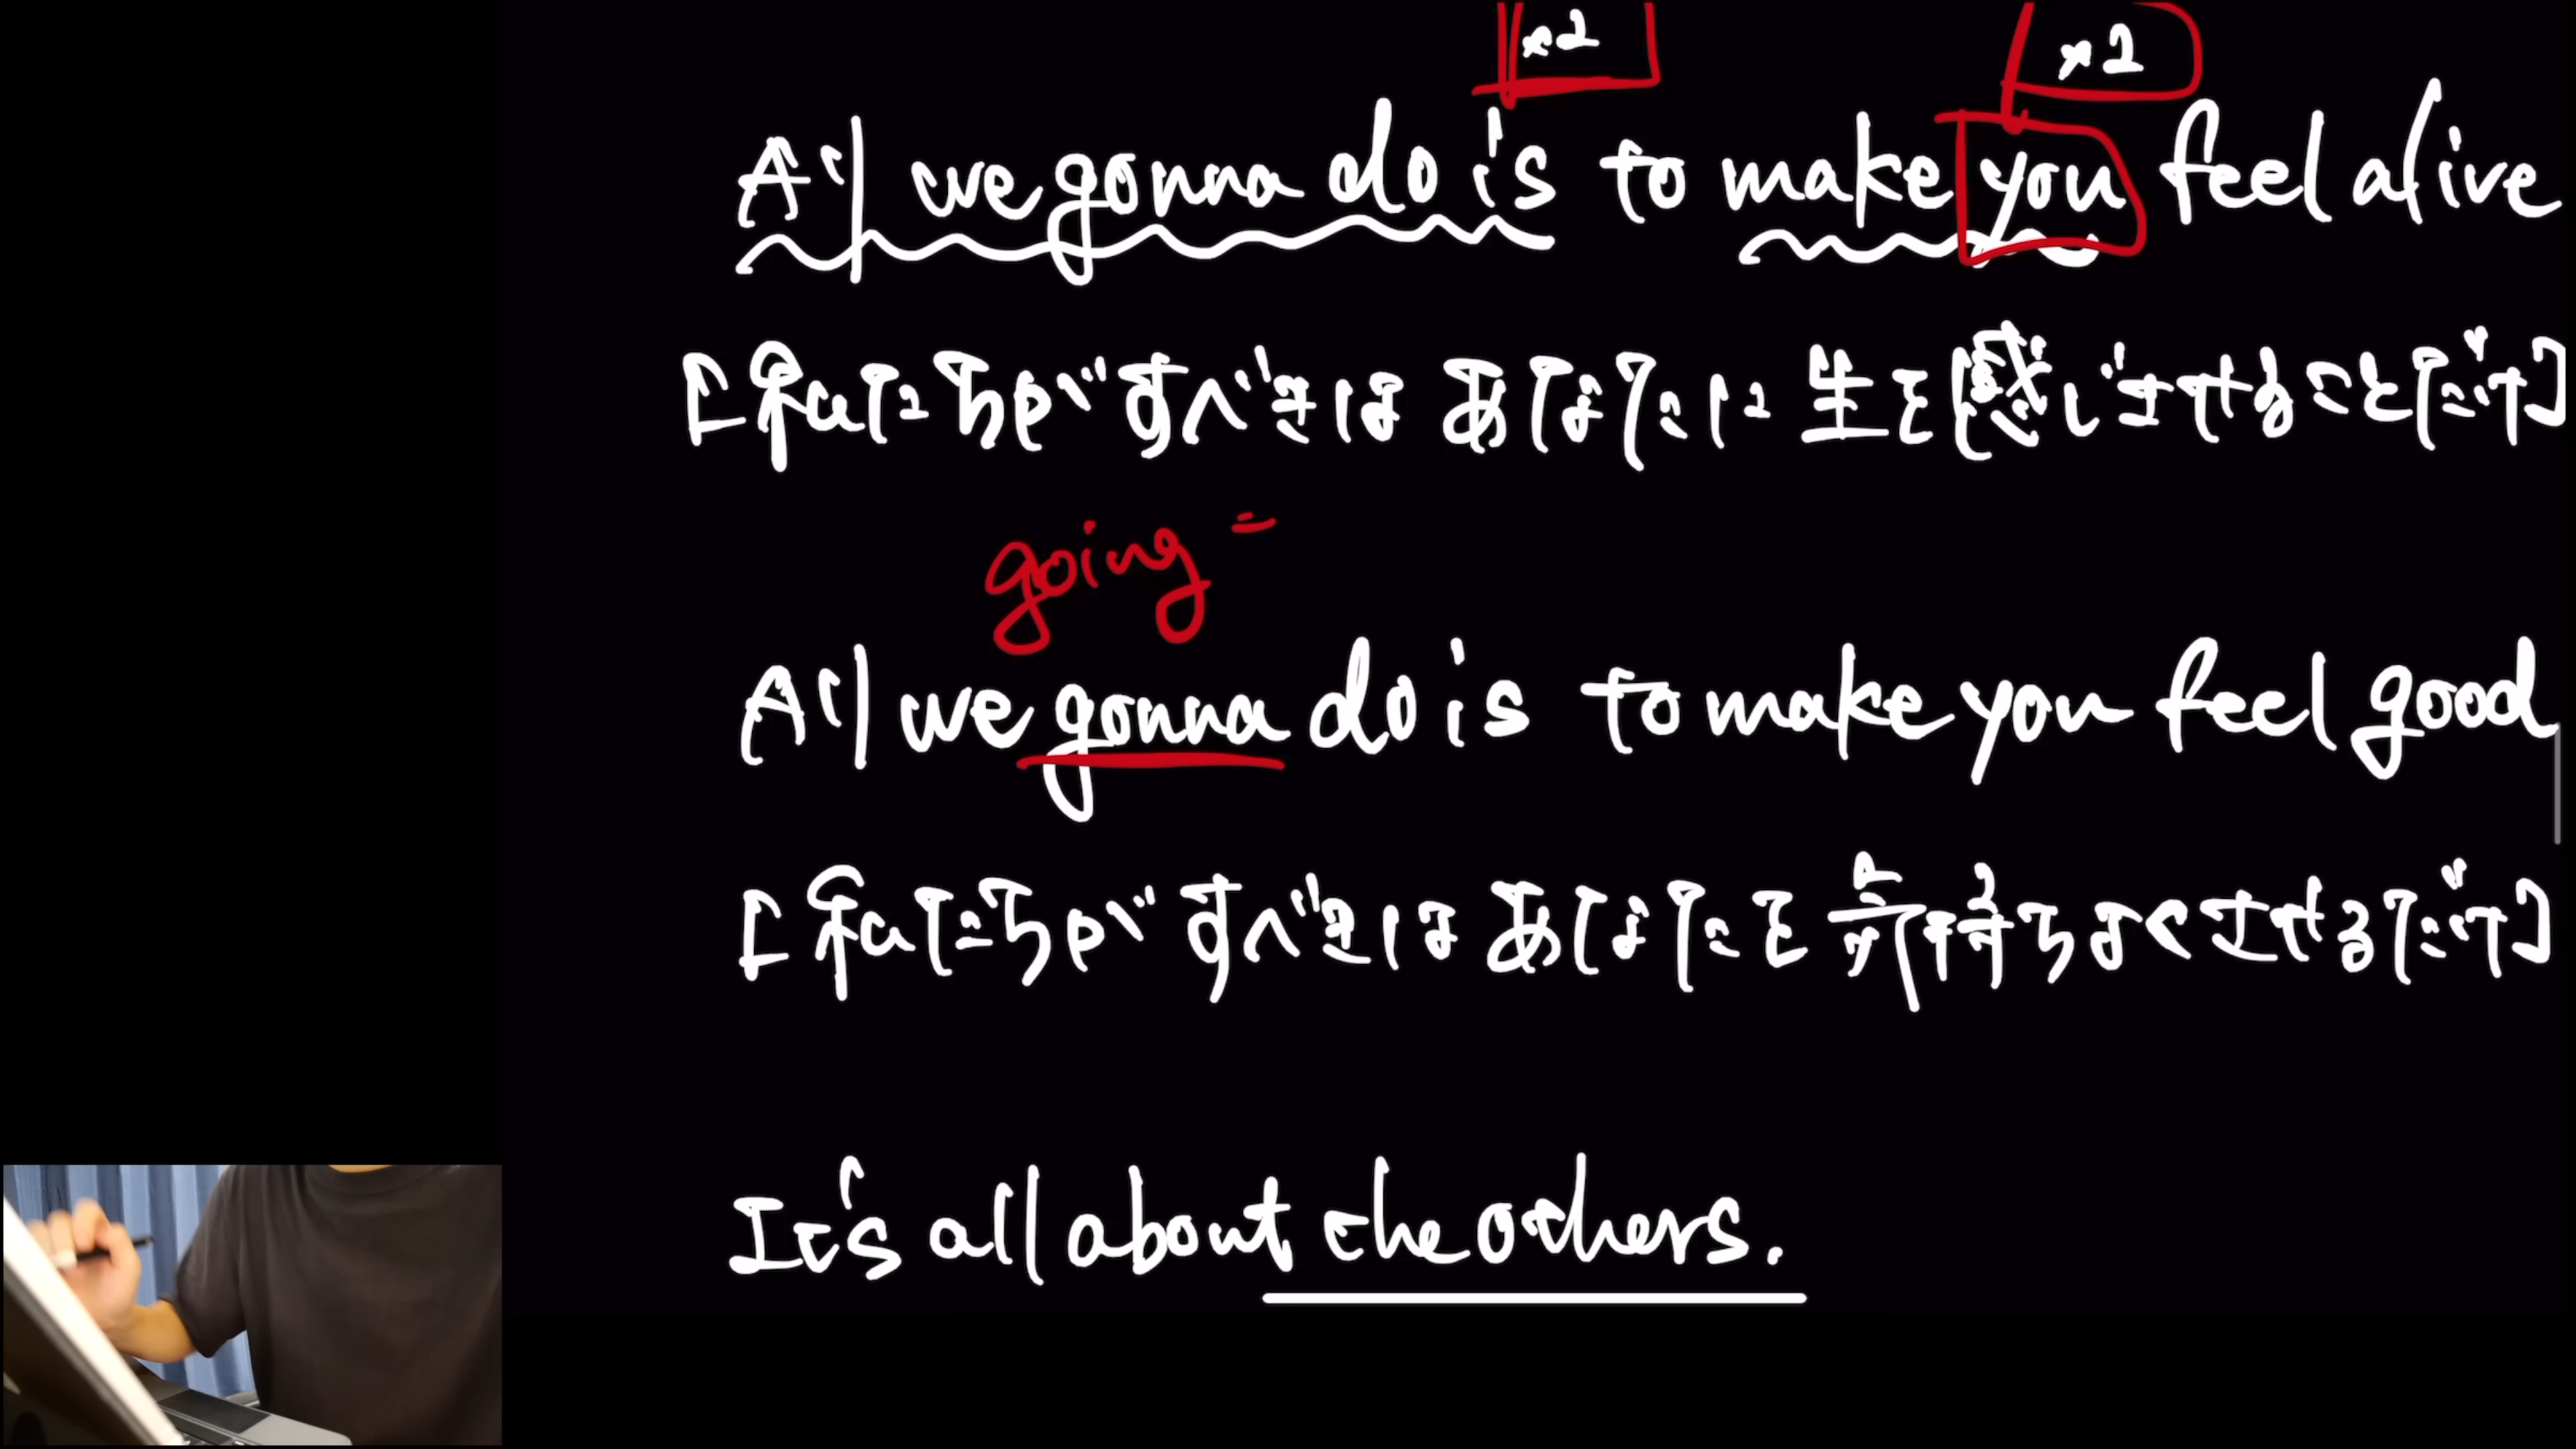 x2 x2
All we gonna do is to make you feel alive
[私たちがすべきはあなたに生を感じさせることだけ]
going =
All we gonna do is to make you feel good
[私たちがすべきはあなたを気持ちよくさせるだけ]
It's all about the others.